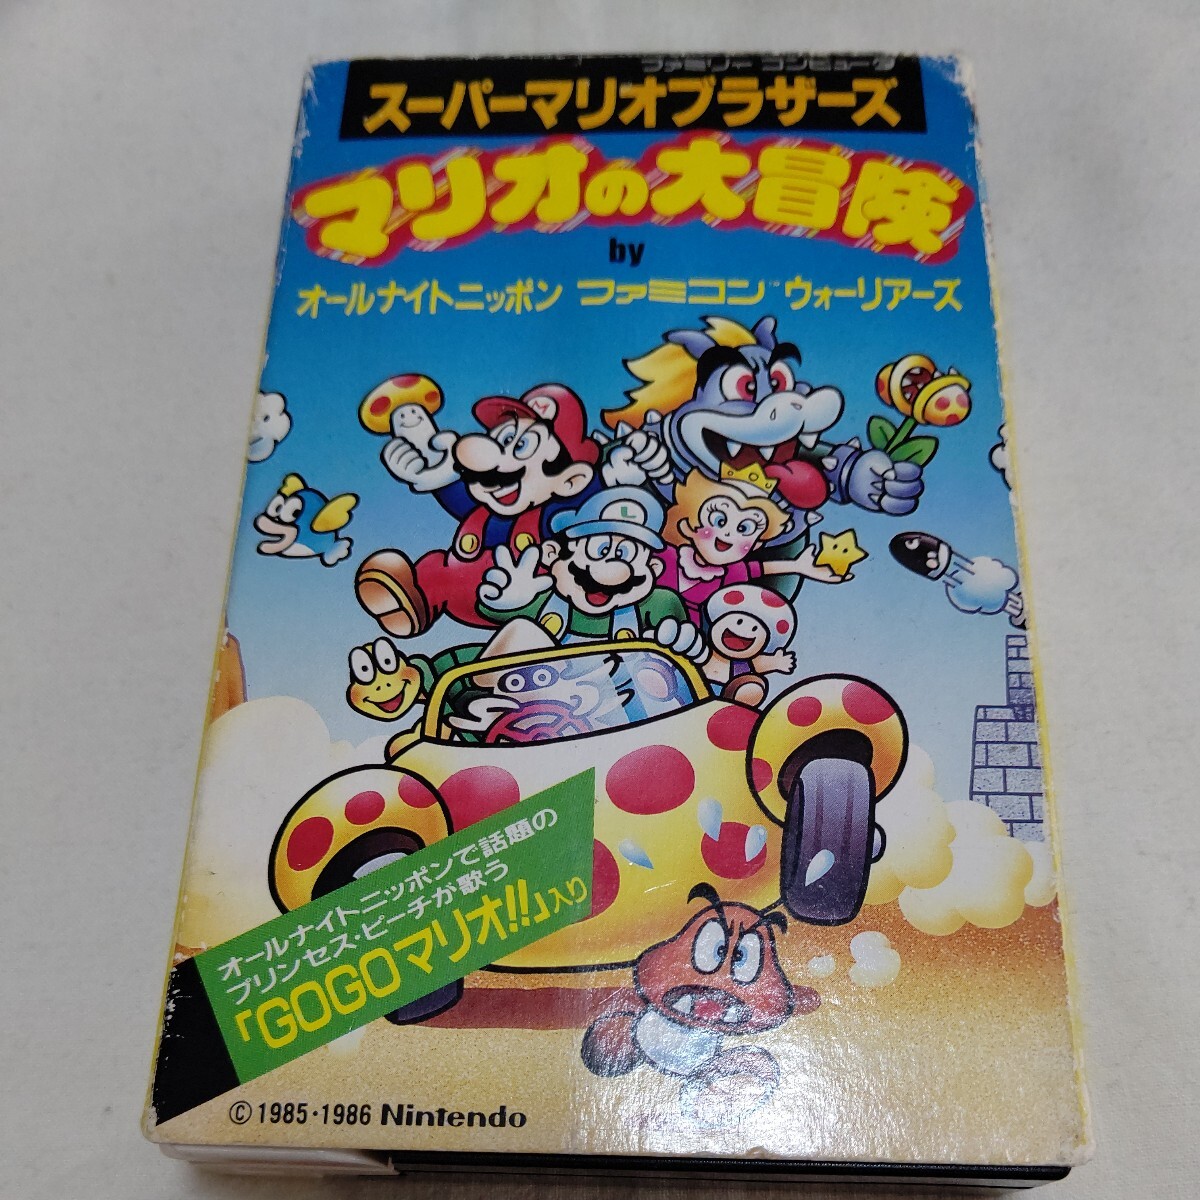 ファミリー コンピュータ
スーパーマリオブラザーズ
マリオの大冒険
by
オールナイトニッポン ファミコン™ ウォーリアーズ
M
L
オールナイトニッポンで話題の
プリンセス・ピーチが歌う
「GOGOマリオ!!」入り
© 1985・1986 Nintendo